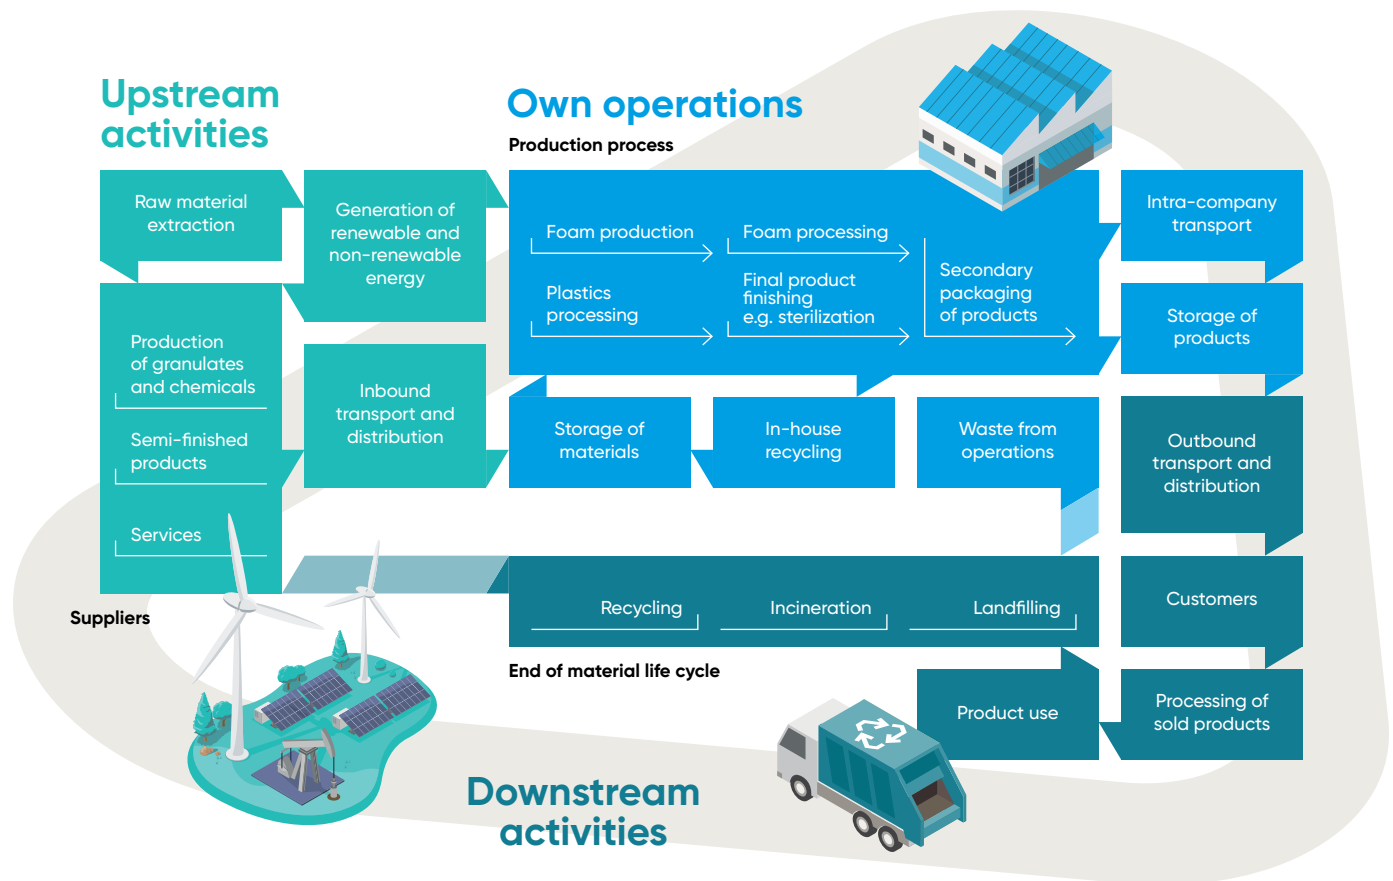 Upstream
activities
Raw material
extraction
Generation of
renewable and
non-renewable
energy
Production
of granulates
and chemicals
Semi-finished
products
Services
Suppliers
Inbound
transport and
distribution
Own operations
Production process
Foam production
Foam processing
Plastics
processing
Final product
finishing
e.g. sterilization
Secondary
packaging
of products
Intra-company
transport
Storage of
products
Storage of
materials
In-house
recycling
Waste from
operations
Outbound
transport and
distribution
Customers
Processing of
sold products
Product use
Recycling
Incineration
Landfilling
End of material life cycle
Downstream
activities